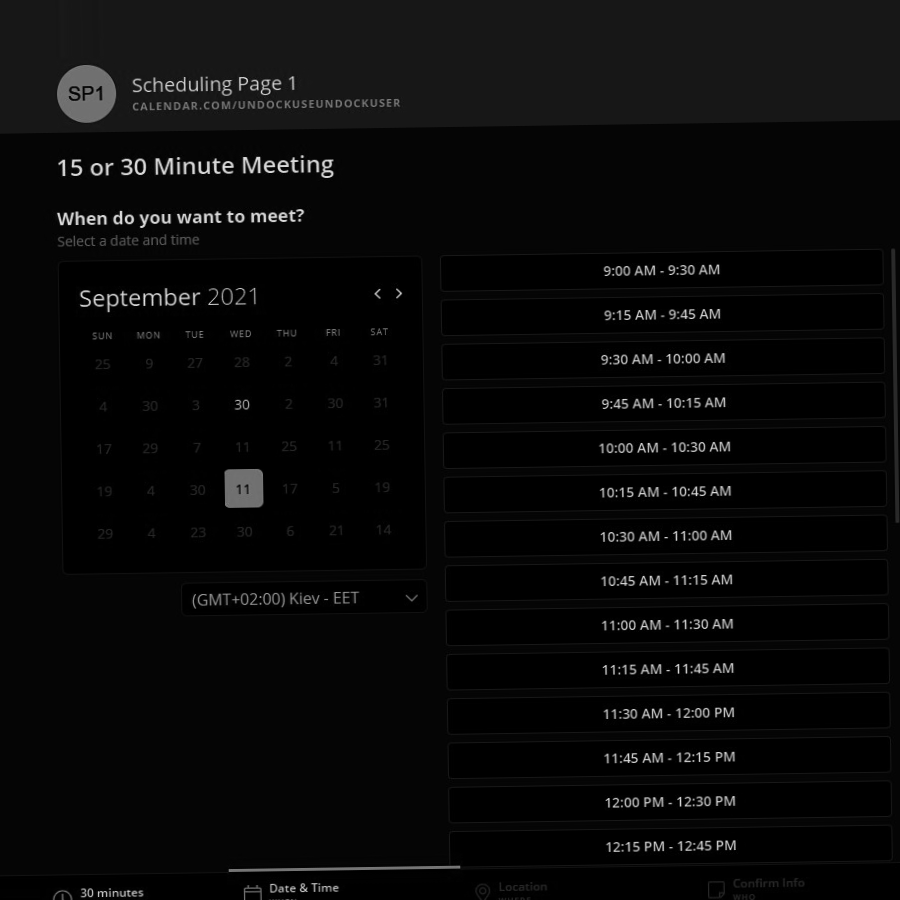 SP1
Scheduling Page 1
CALENDAR.COM/UNDOCKUSEUNDOCKUSER
15 or 30 Minute Meeting
When do you want to meet?
Select a date and time
September 2021
SUN MON TUE WED THU FRI SAT
25 9 27 28 2 4 31
4 30 3 30 2 30 31
17 29 7 11 25 11 25
19 4 30 11 17 5 19
29 4 23 30 6 21 14
(GMT+02:00) Kiev - EET
9:00 AM - 9:30 AM
9:15 AM - 9:45 AM
9:30 AM - 10:00 AM
9:45 AM - 10:15 AM
10:00 AM - 10:30 AM
10:15 AM - 10:45 AM
10:30 AM - 11:00 AM
10:45 AM - 11:15 AM
11:00 AM - 11:30 AM
11:15 AM - 11:45 AM
11:30 AM - 12:00 PM
11:45 AM - 12:15 PM
12:00 PM - 12:30 PM
12:15 PM - 12:45 PM
30 minutes
Date & Time
Location
Confirm Info
WHO